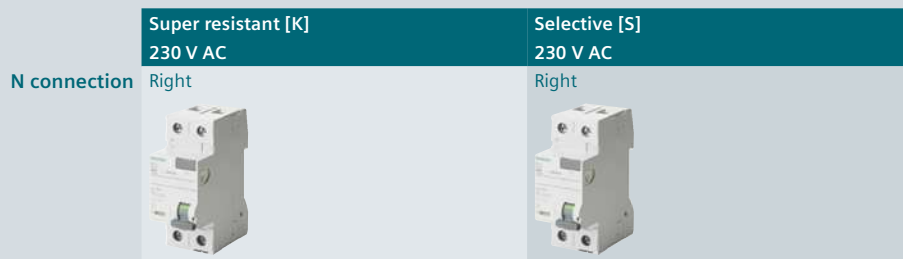 Super resistant [K]
230 V AC
Selective [S]
230 V AC
N connection Right Right